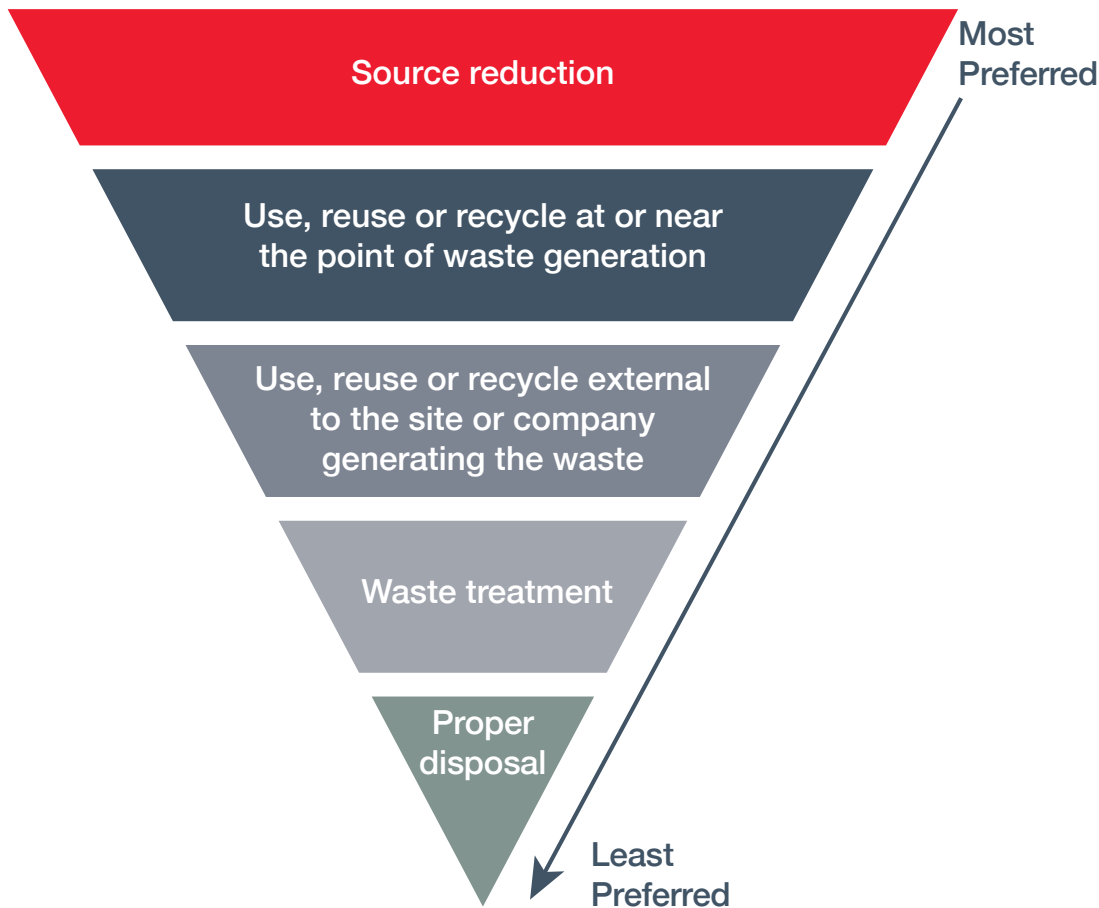 Most
Preferred
Source reduction
Use, reuse or recycle at or near
the point of waste generation
Use, reuse or recycle external
to the site or company
generating the waste
Waste treatment
Proper
disposal
Least
Preferred